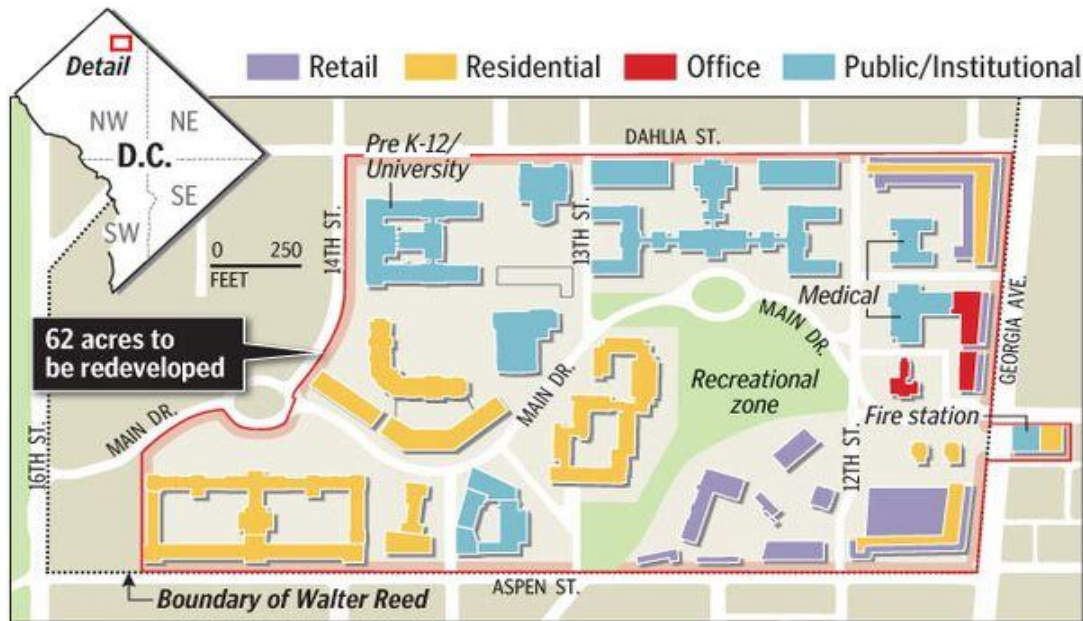 Detail
NW
NE
D.C.
SW
SE
Retail
Residential
Office
Public/Institutional
0 250
FEET
Pre K-12/
University
DAHLIA ST.
14TH ST.
13TH ST.
62 acres to
be redeveloped
Medical
MAIN DR.
GEORGIA AVE.
Recreational
zone
MAIN DR.
MAIN DR.
Fire station
16TH ST.
12TH ST.
ASPEN ST.
Boundary of Walter Reed